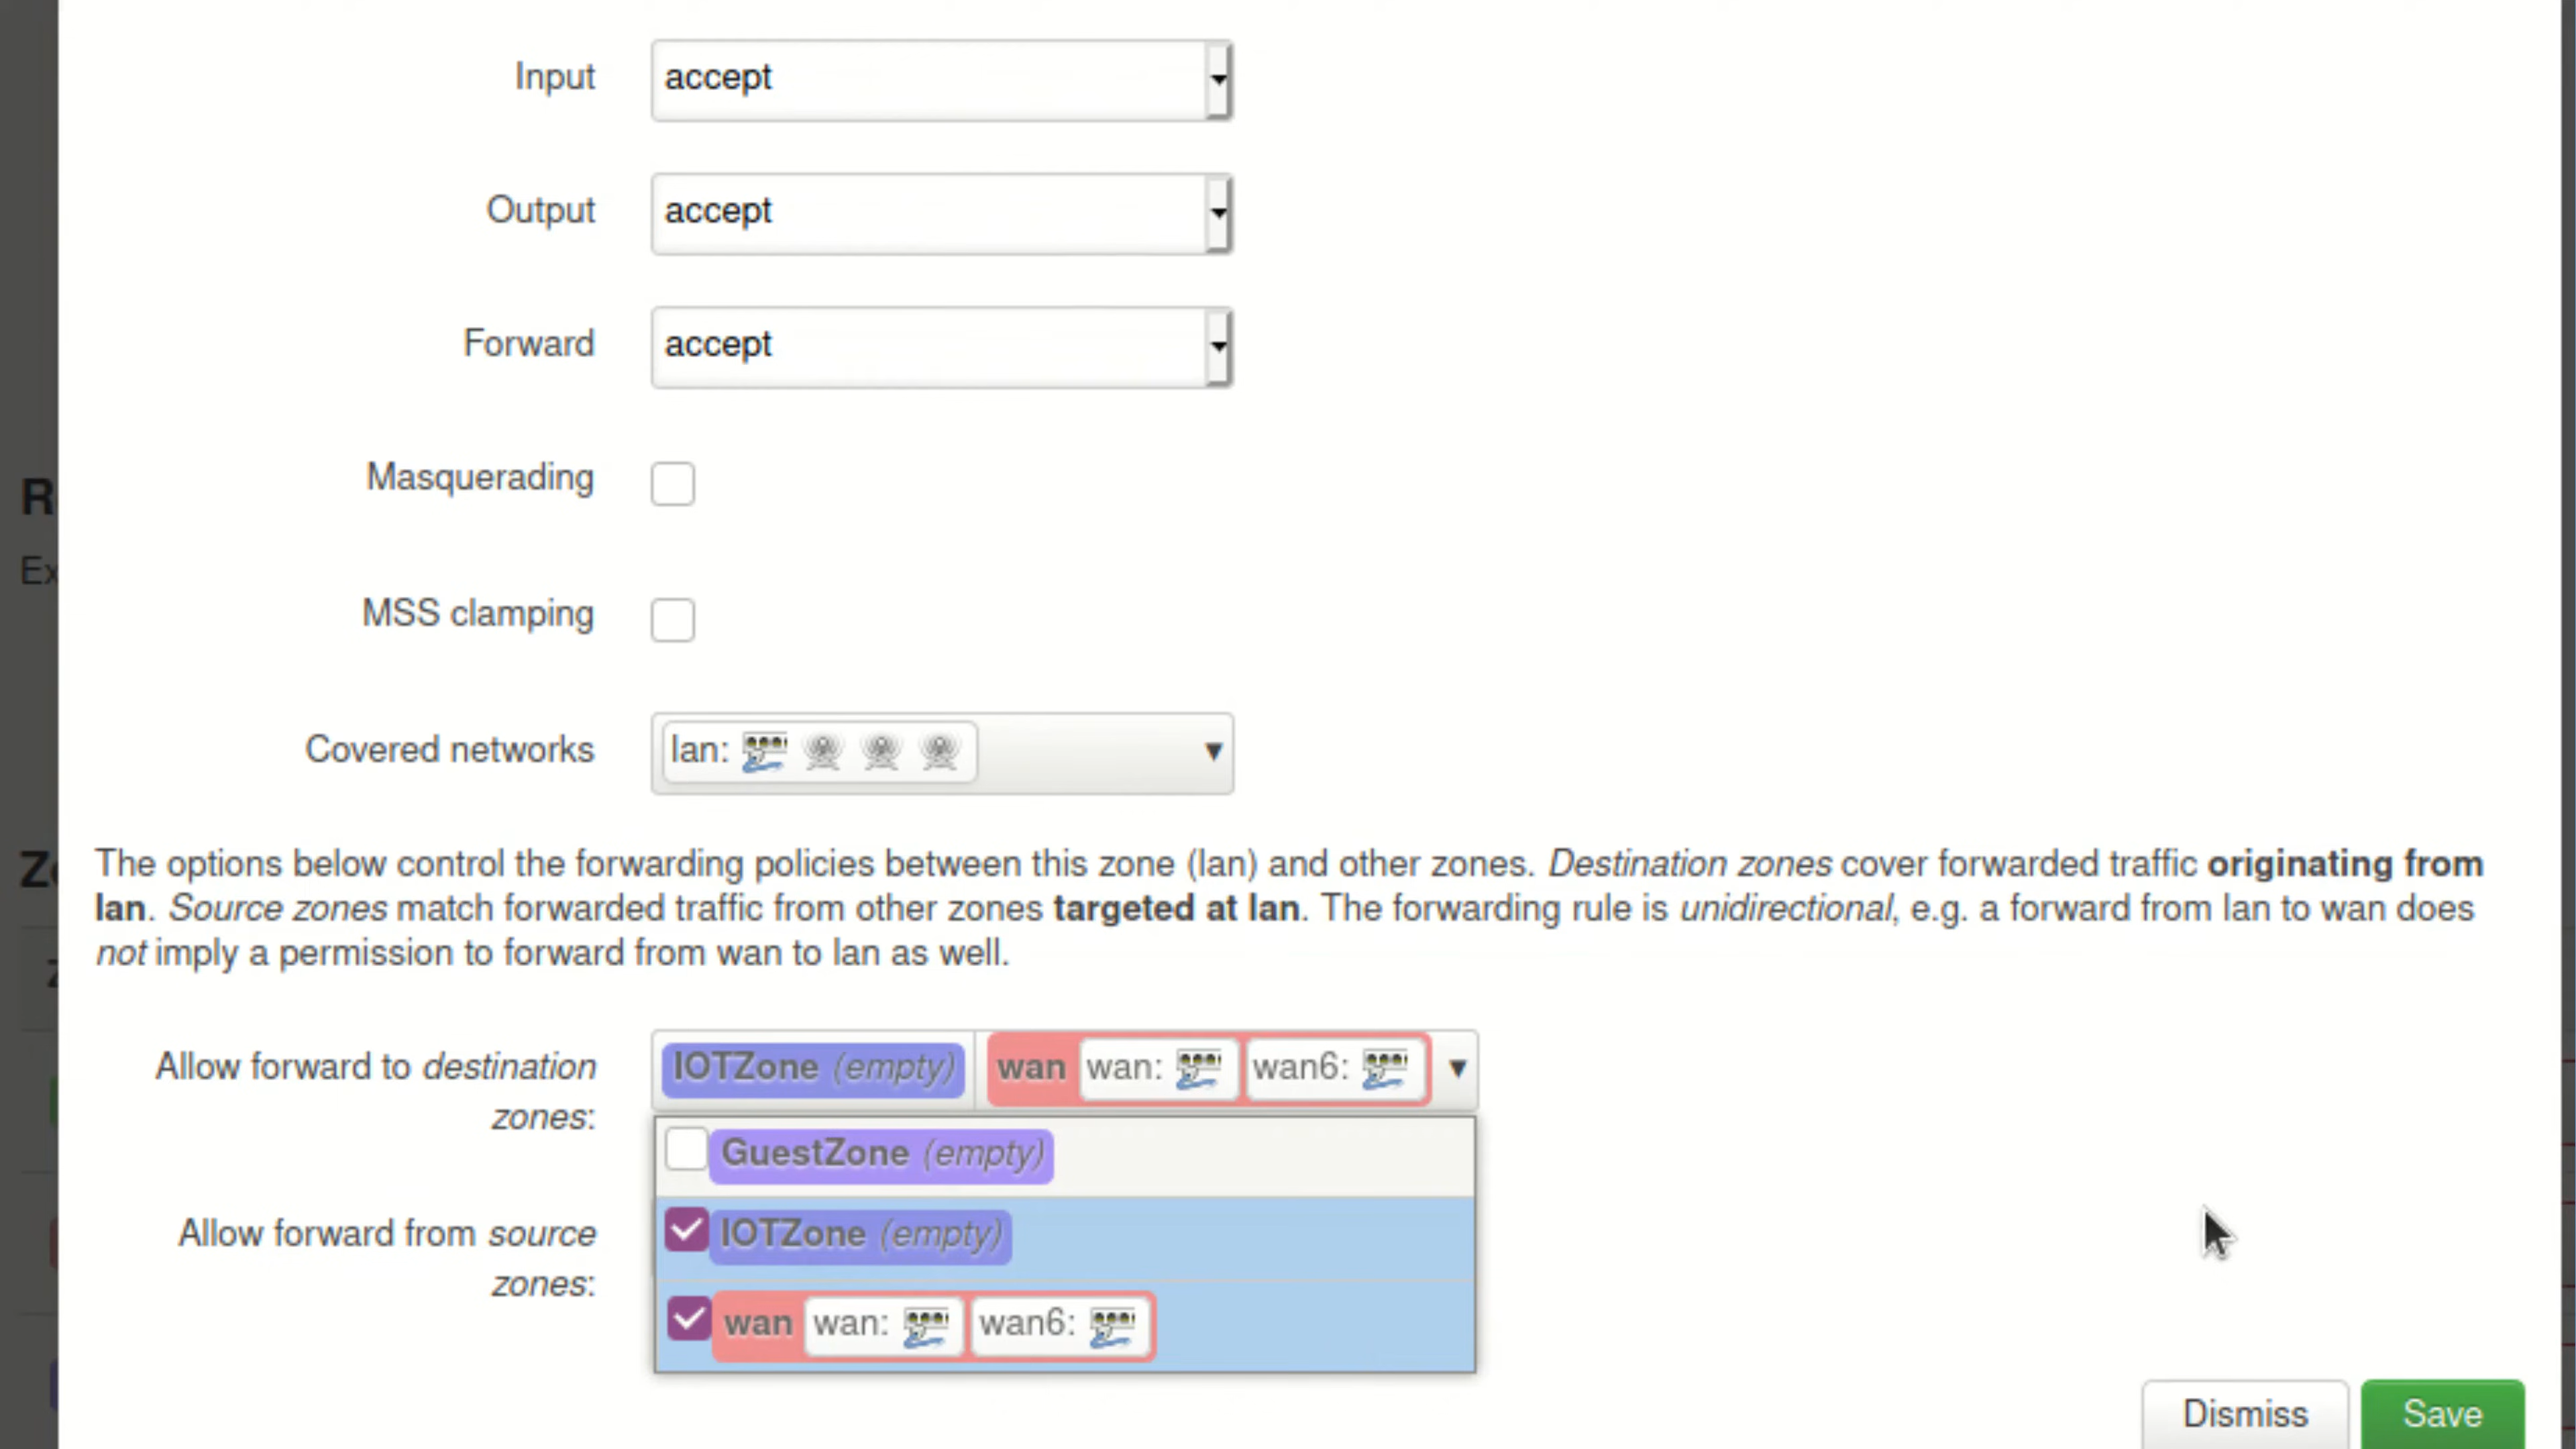 Input accept
Output accept
Forward accept
Masquerading
MSS clamping
Covered networks lan:
The options below control the forwarding policies between this zone (lan) and other zones. Destination zones cover forwarded traffic originating from
lan. Source zones match forwarded traffic from other zones targeted at lan. The forwarding rule is unidirectional, e.g. a forward from lan to wan does
not imply a permission to forward from wan to lan as well.
Allow forward to destination
zones:
IOTZone (empty) wan wan: wan6:
GuestZone (empty)
IOTZone (empty)
wan wan: wan6:
Allow forward from source
zones:
Dismiss Save